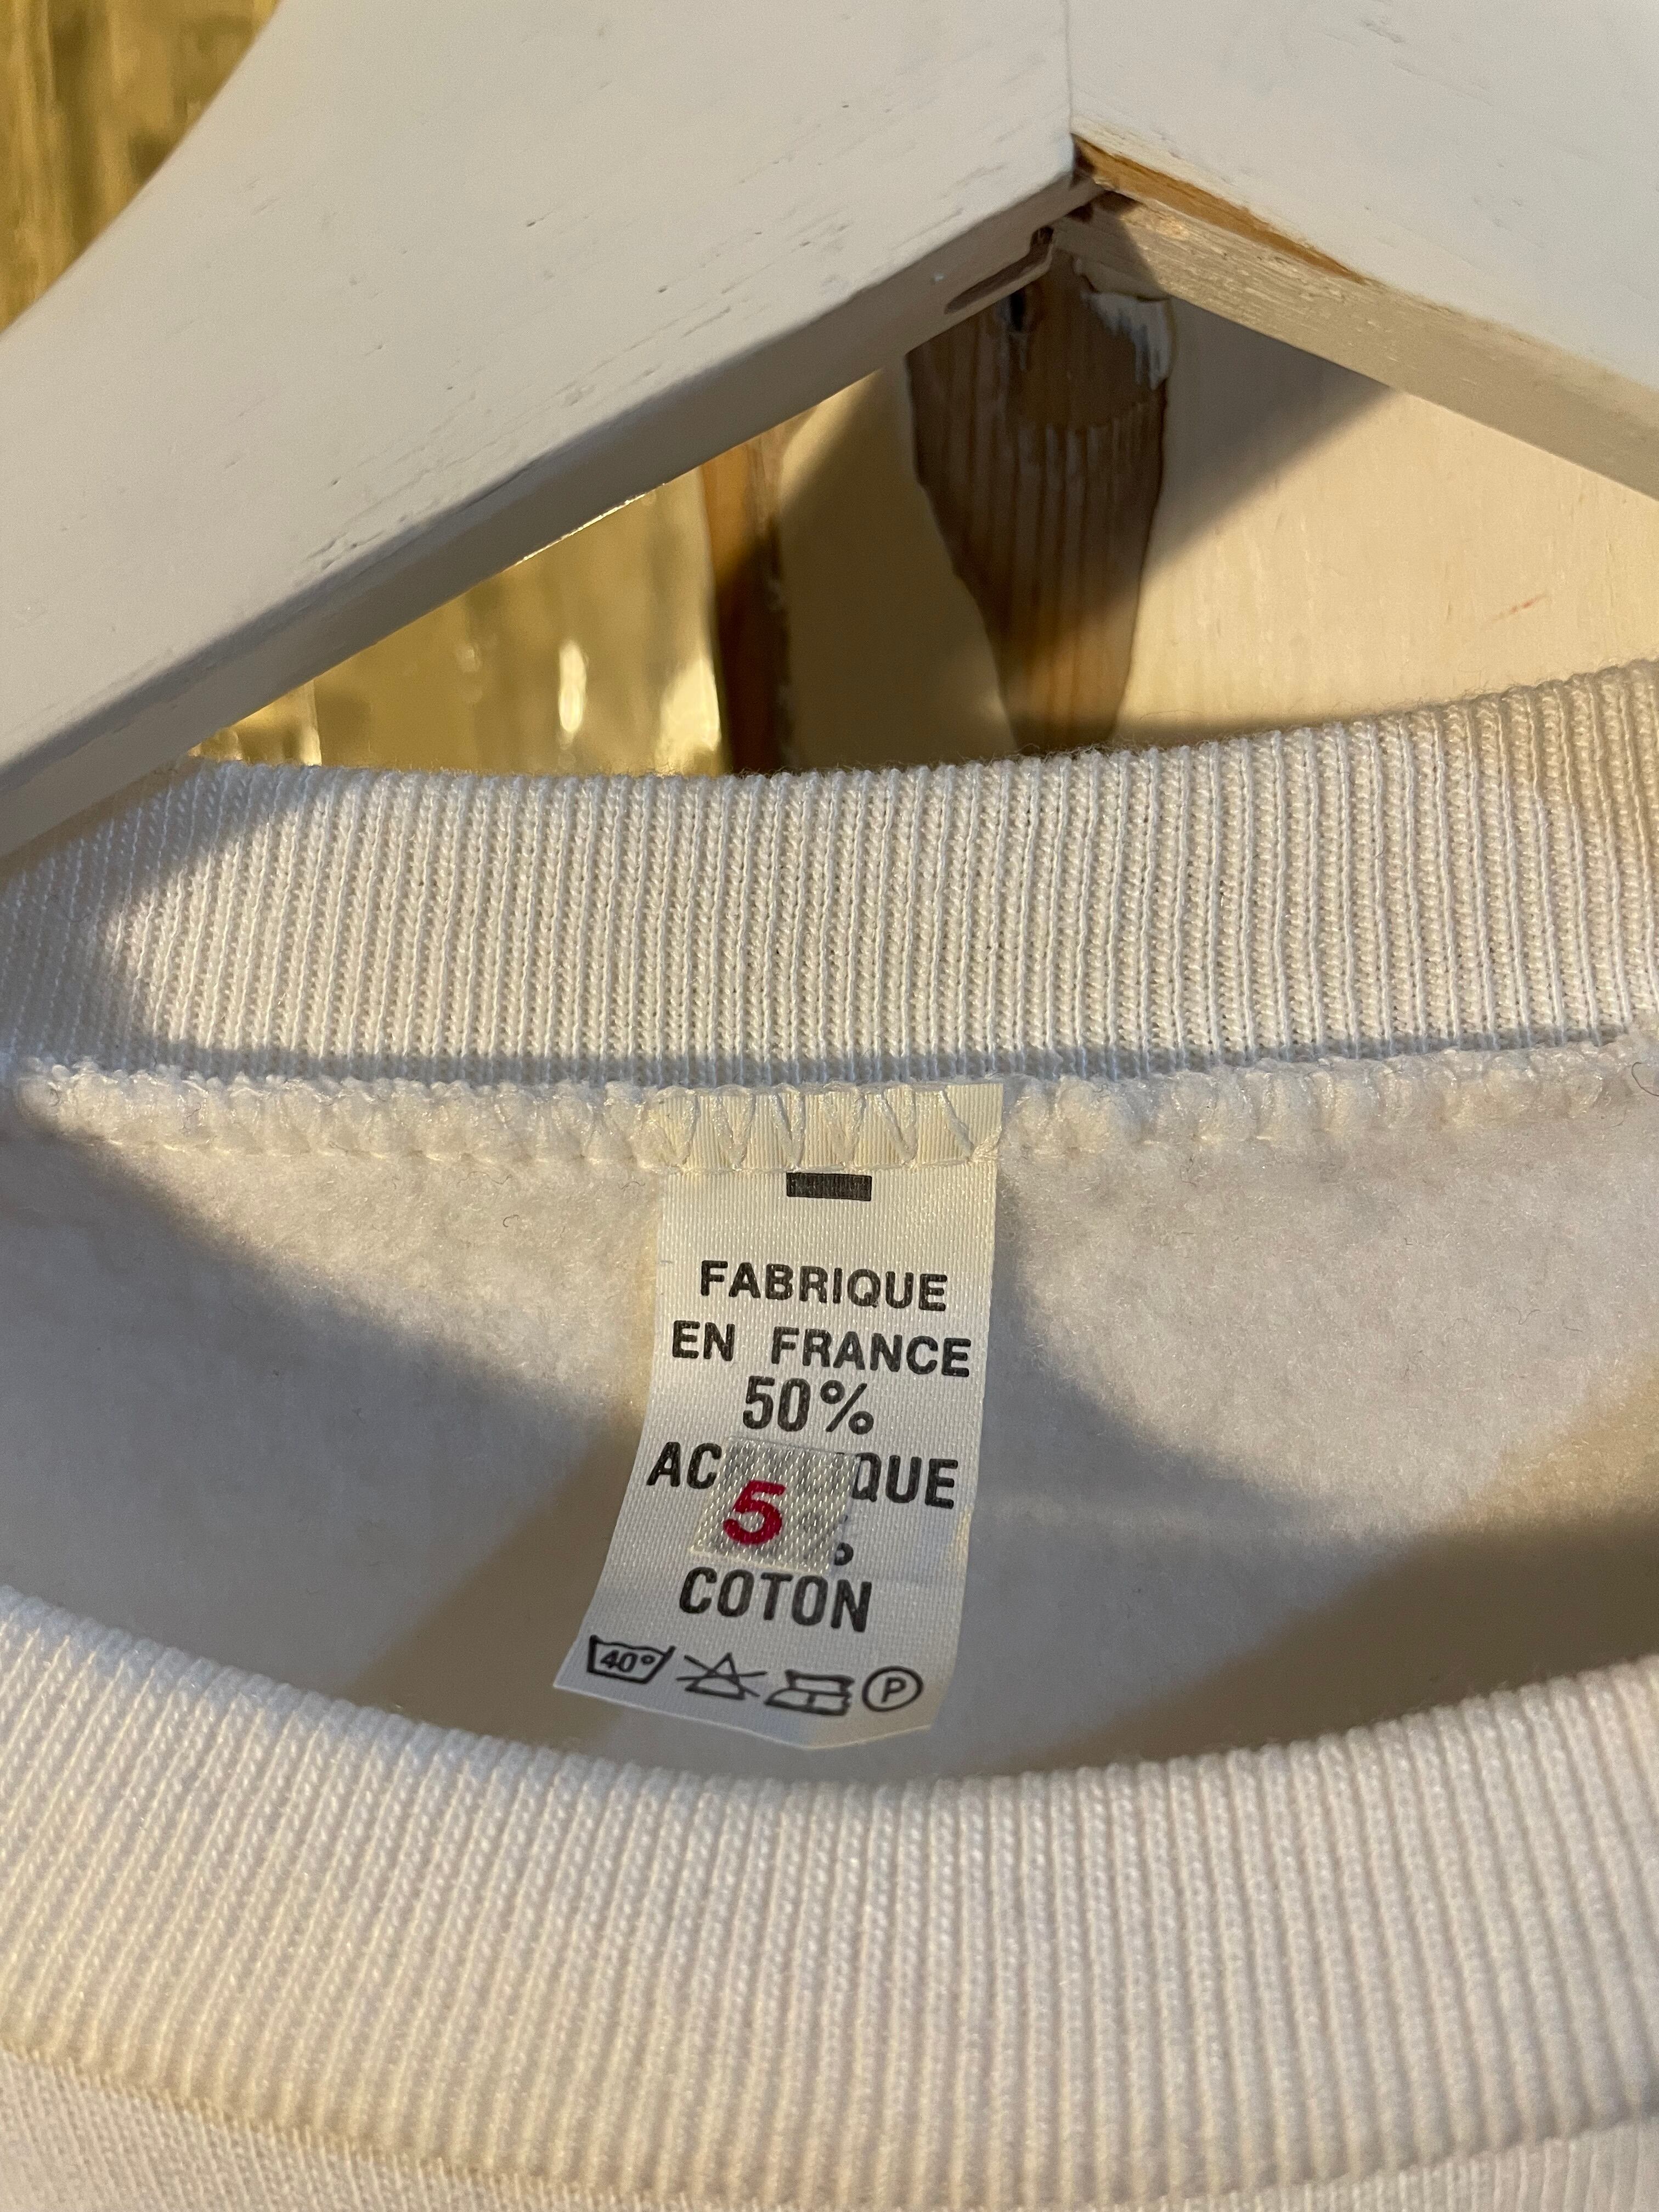 FABRIQUE
EN FRANCE
50%
5
COTON
40°
P